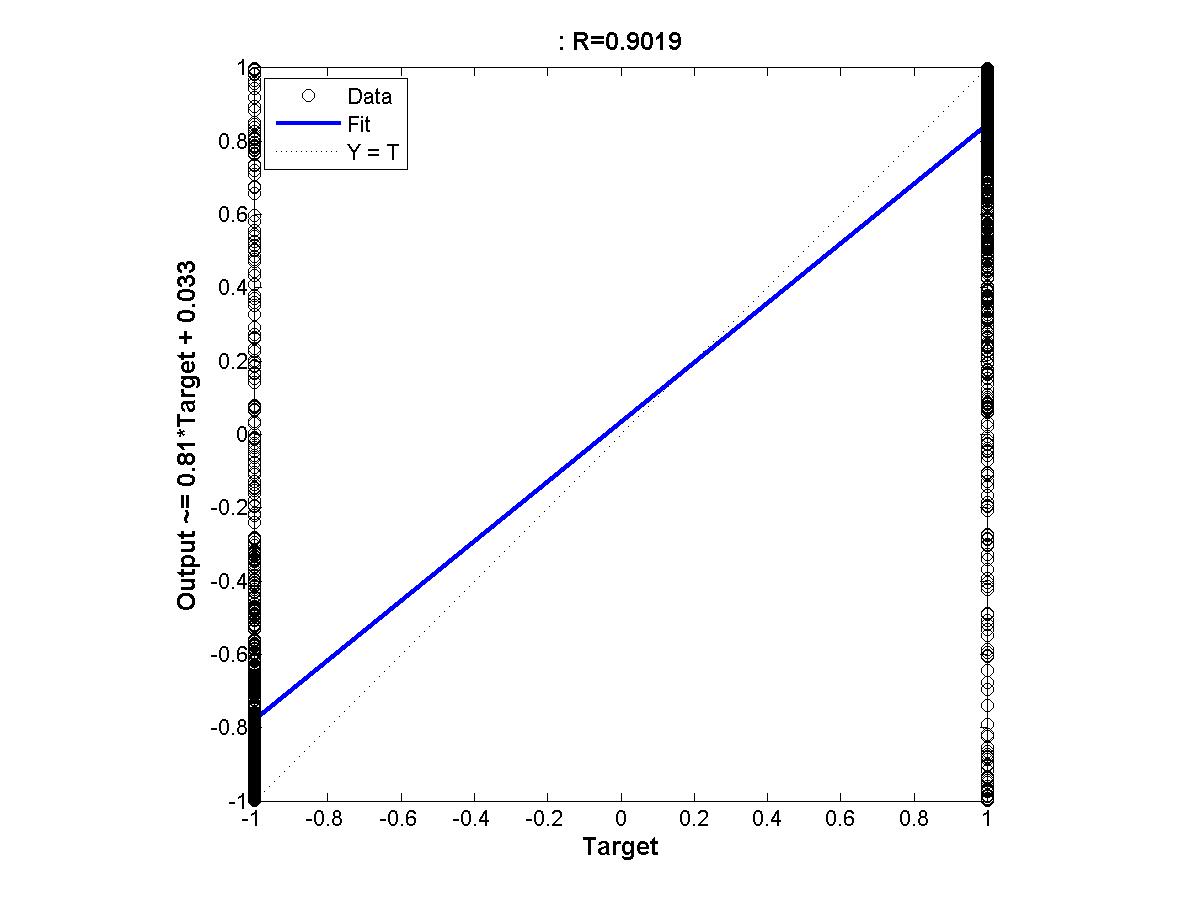 : R=0.9019
Data
Fit
Y = T
1
0.8
0.6
0.4
0.2
0
-0.2
-0.4
-0.6
-0.8
-1
Output ~= 0.81*Target + 0.033
-1 -0.8 -0.6 -0.4 -0.2 0 0.2 0.4 0.6 0.8 1
Target